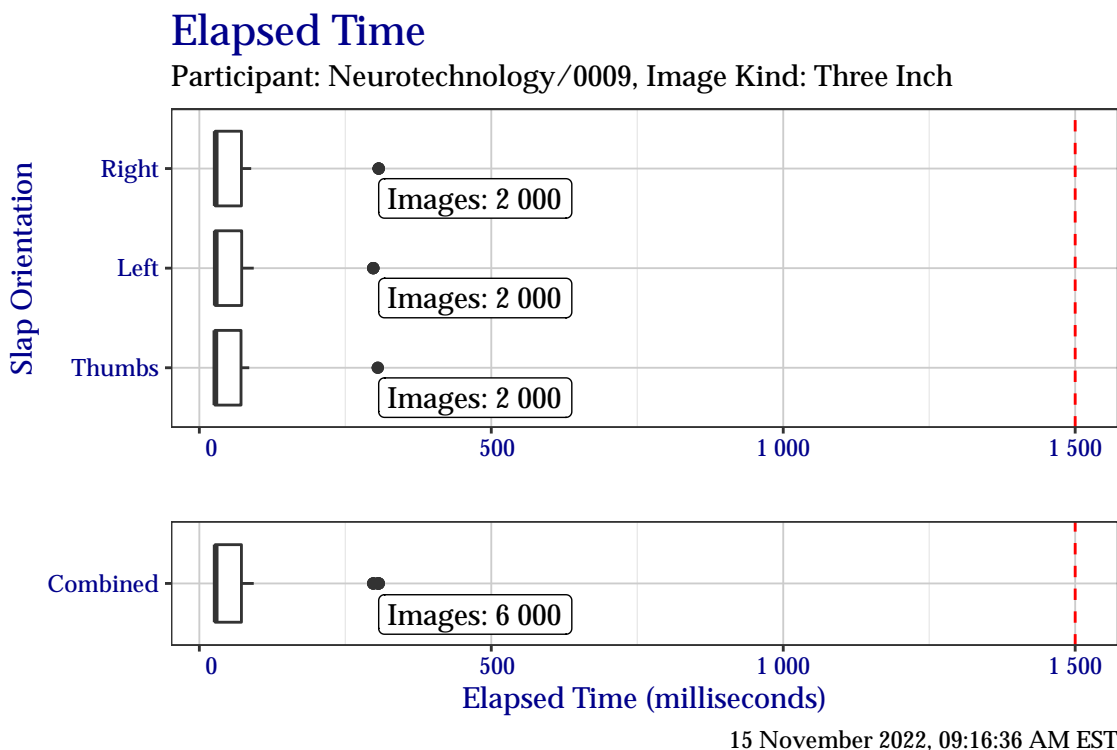 Elapsed Time
Participant: Neurotechnology/0009, Image Kind: Three Inch
Slap Orientation
Right
Images: 2 000
Left
Images: 2 000
Thumbs
Images: 2 000
0 500 1 000 1 500
Combined
Images: 6 000
0 500 1 000 1 500
Elapsed Time (milliseconds)
15 November 2022, 09:16:36 AM EST